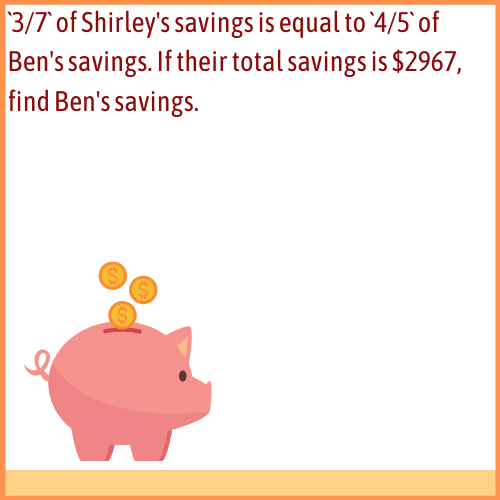 `3/7` of Shirley's savings is equal to `4/5` of
Ben's savings. If their total savings is $2967,
find Ben's savings.
$
$
$